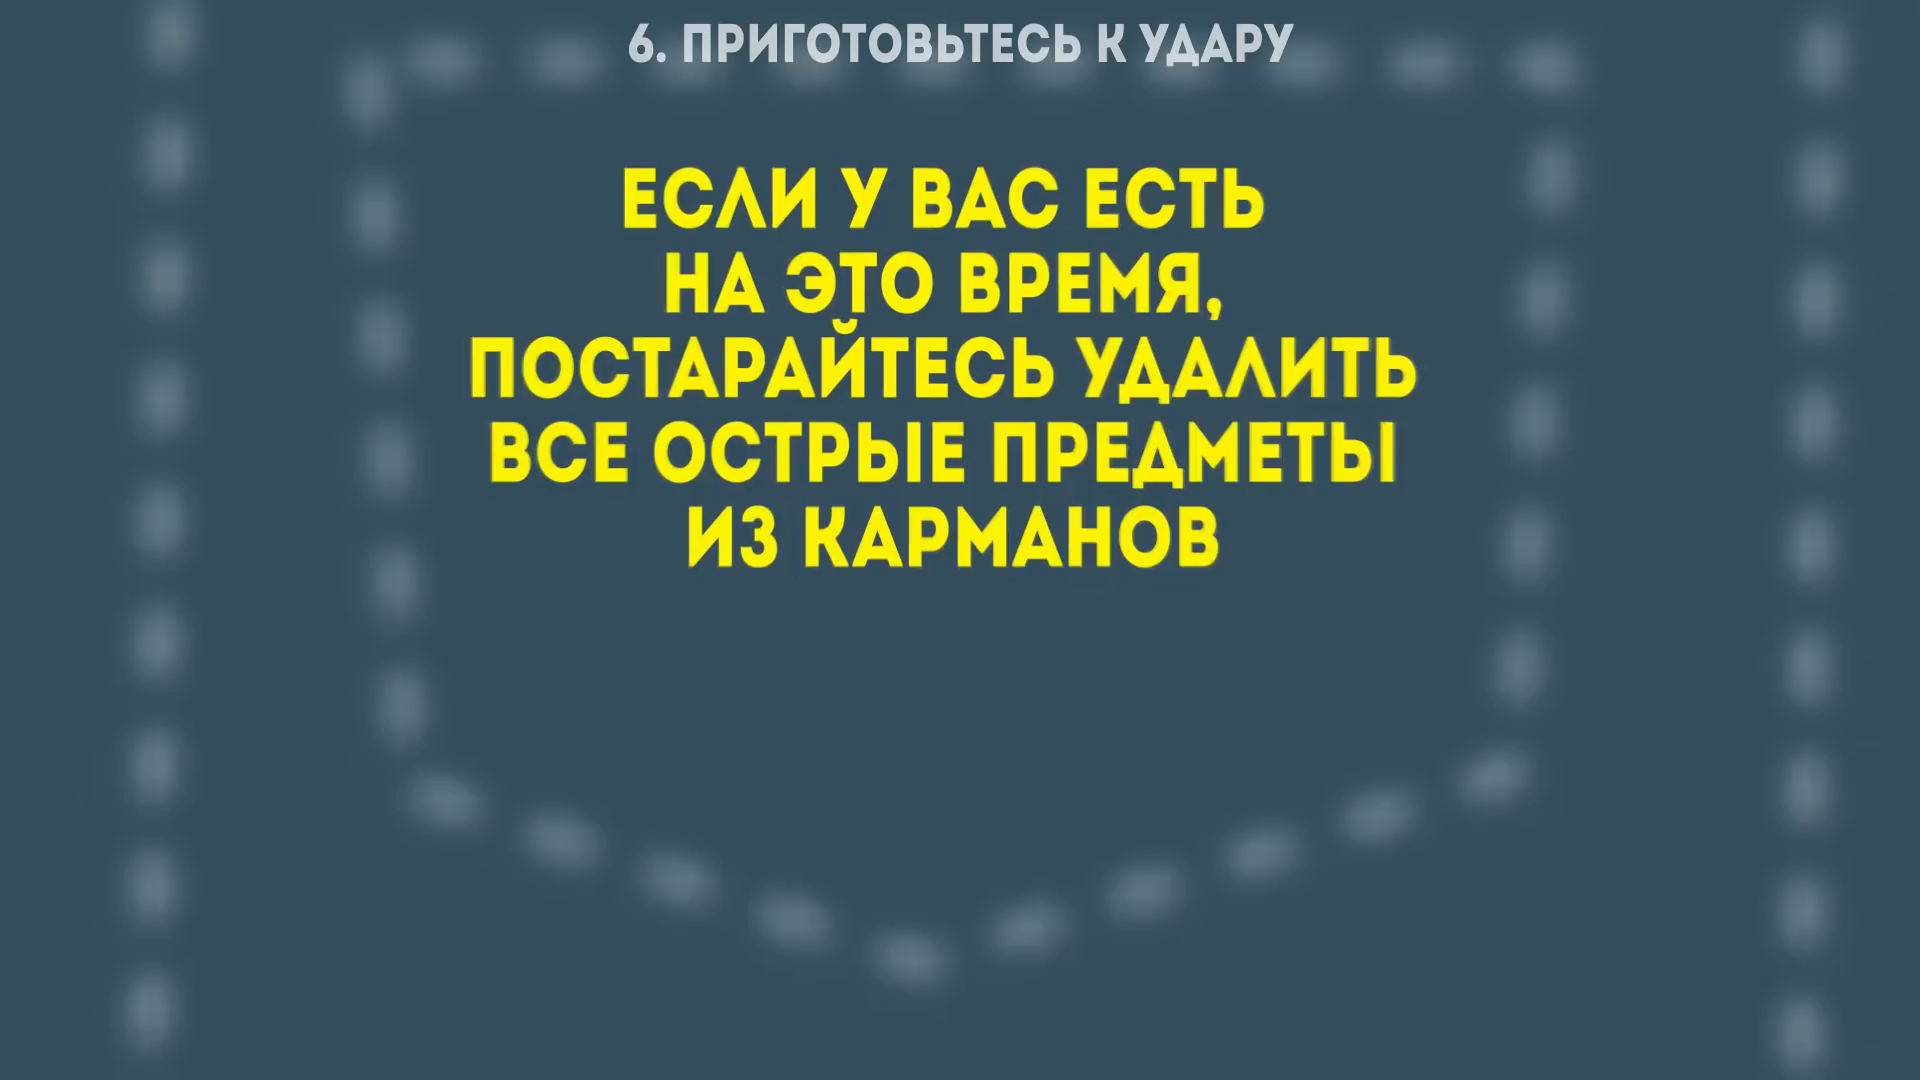 6. ПРИГОТОВЬТЕСЬ К УДАРУ
ЕСЛИ У ВАС ЕСТЬ
НА ЭТО ВРЕМЯ,
ПОСТАРАЙТЕСЬ УДАЛИТЬ
ВСЕ ОСТРЫЕ ПРЕДМЕТЫ
ИЗ КАРМАНОВ